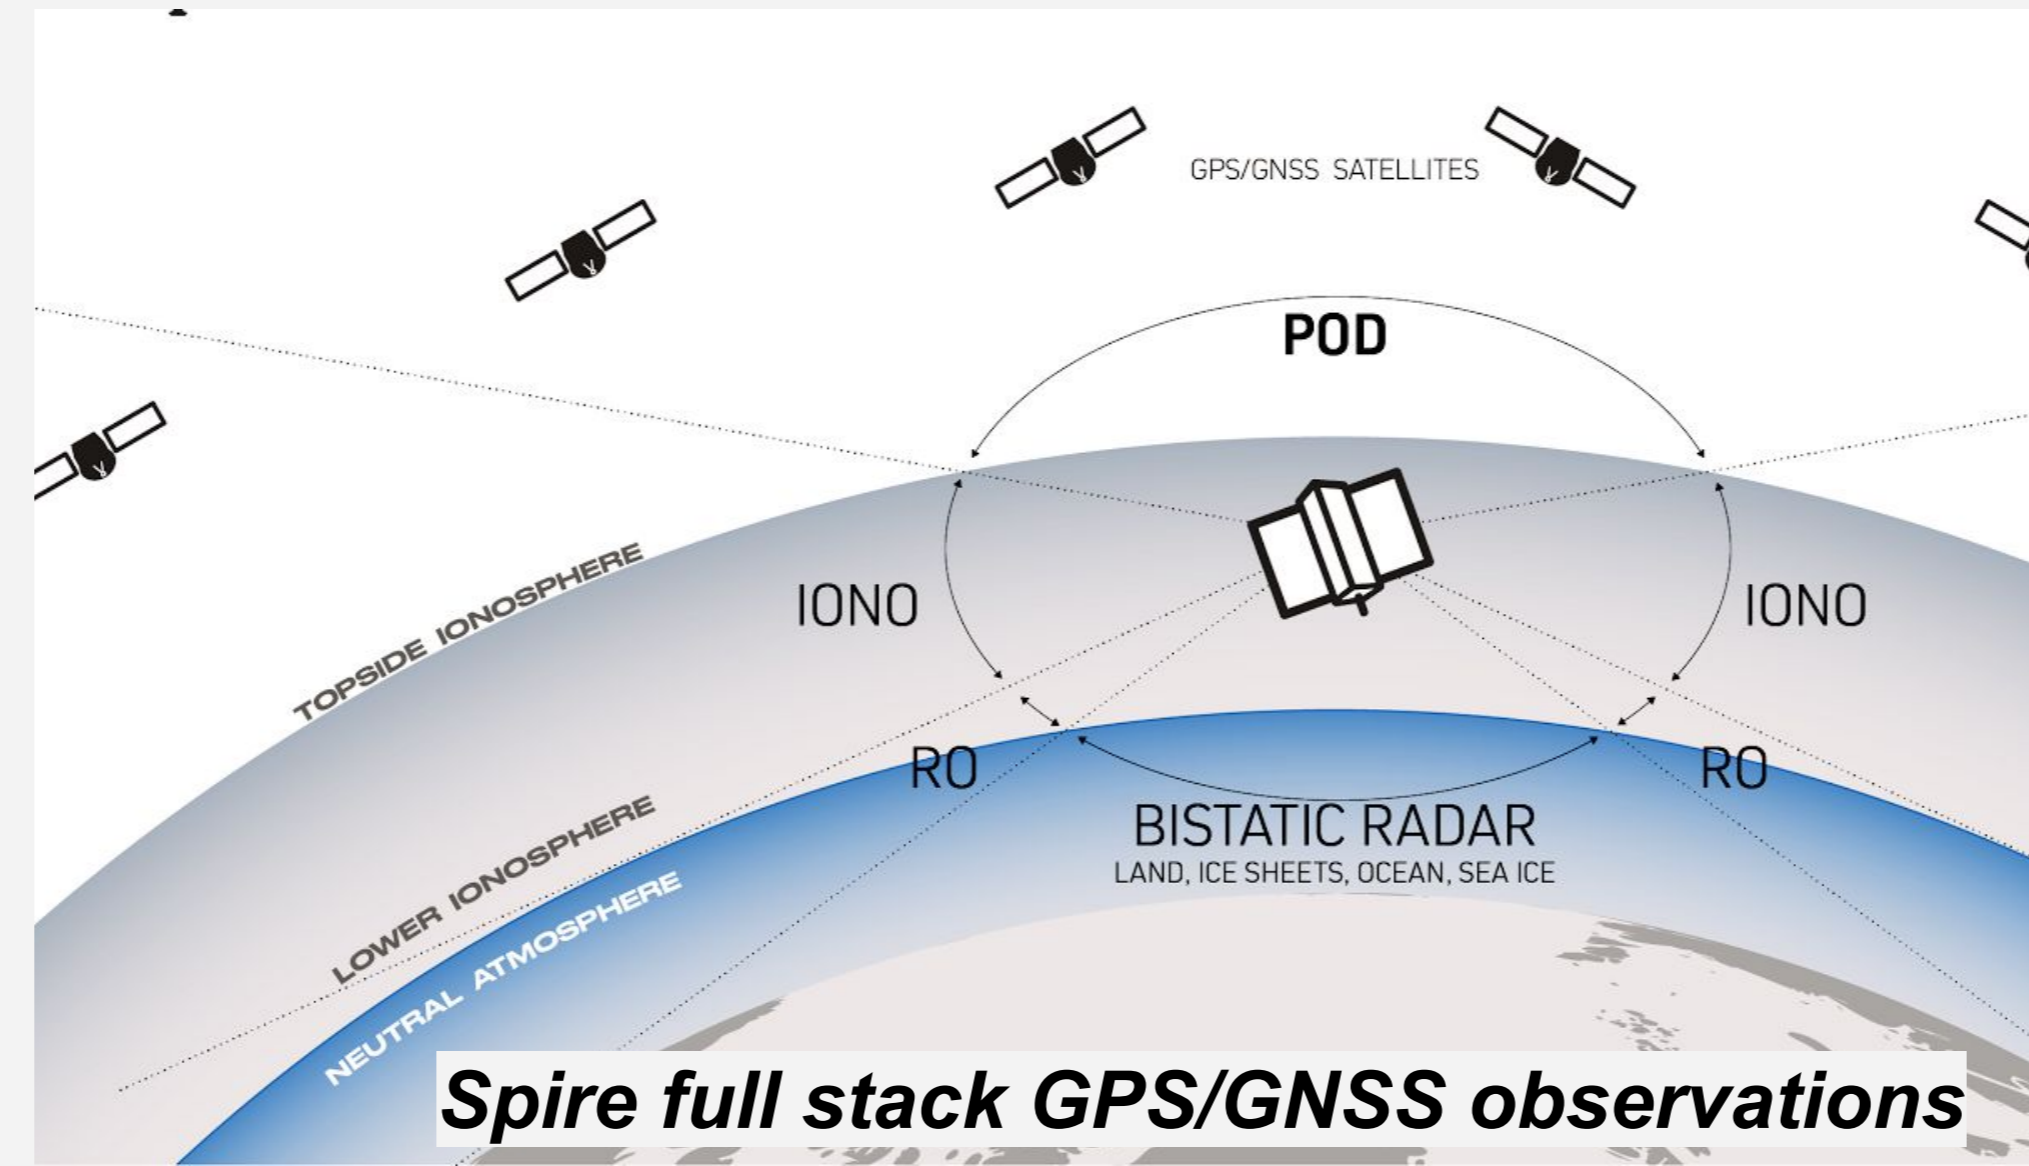 GPS/GNSS SATELLITES
POD
TOPSIDE IONOSPHERE
IONO
IONO
RO
RO
LOWER IONOSPHERE
BISTATIC RADAR
LAND, ICE SHEETS, OCEAN, SEA ICE
NEUTRAL ATMOSPHERE
Spire full stack GPS/GNSS observations